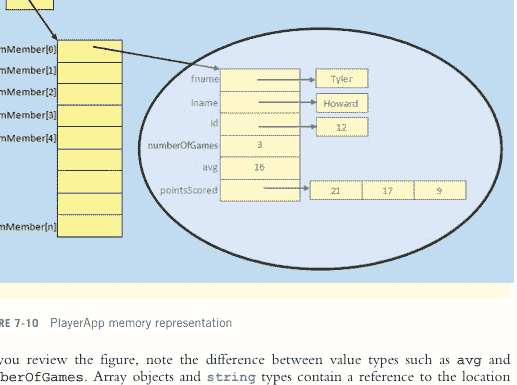 mMember[0]
mMember[1]
mMember[2]
mMember[3]
mMember[4]
mMember[n]
fname
Tyler
lname
Howard
id
12
numberOfGames
3
avg
16
pointsScored
21 17 9
RE 7-10 PlayerApp memory representation
you review the figure, note the difference between value types such as avg and
berOfGames. Array objects and string types contain a reference to the location